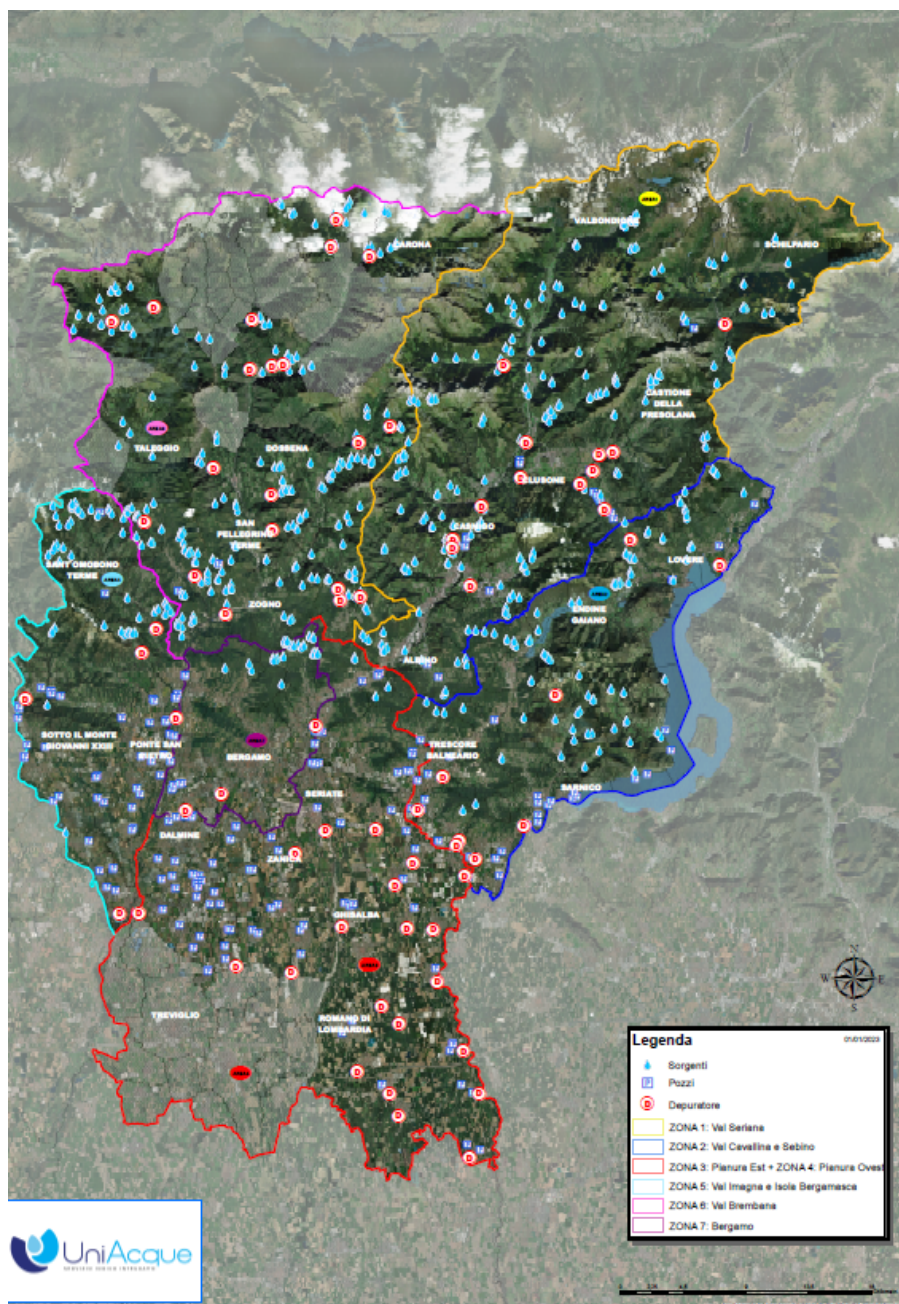 VALBONDIONE
CARONA
SCHILPARIO
CASTIONE
DELLA
PRESOLANA
TALEGGIO
DOSSENA
CLUSONE
SAN
PELLEGRINO
TERME
CASNIGO
SANT OMOBONO
TERME
LOVERE
ZOGNO
ENDINE
GAIANO
ALBINO
SOTTO IL MONTE
GIOVANNI XXIII
PONTE SAN
PIETRO
BERGAMO
TRESCORE
BALNEARIO
SERIATE
SARNICO
DALMINE
ZANICA
GHISALBA
TREVIGLIO
ROMANO DI
LOMBARDIA
N
W
E
S
Legenda
01/01/2023
Sorgenti
P Pozzi
D Depuratore
ZONA 1: Val Seriana
ZONA 2: Val Cavallina e Sebino
ZONA 3: Pianura Est + ZONA 4: Pianura Ovest
ZONA 5: Val Imagna e Isola Bergamasca
ZONA 6: Val Brembana
ZONA 7: Bergamo
UniAcque
SERVIZIO IDRICO INTEGRATO